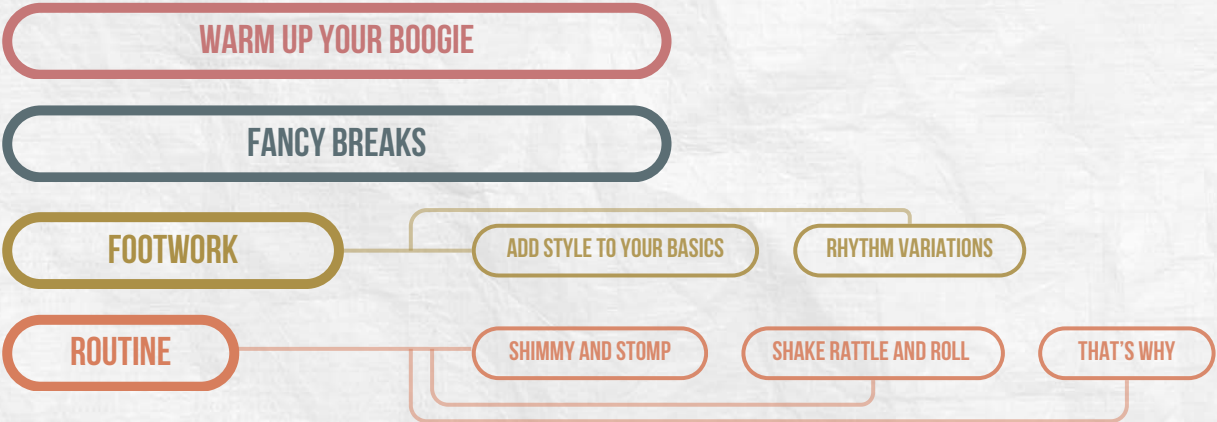 WARM UP YOUR BOOGIE
FANCY BREAKS
FOOTWORK
ADD STYLE TO YOUR BASICS
RHYTHM VARIATIONS
ROUTINE
SHIMMY AND STOMP
SHAKE RATTLE AND ROLL
THAT'S WHY